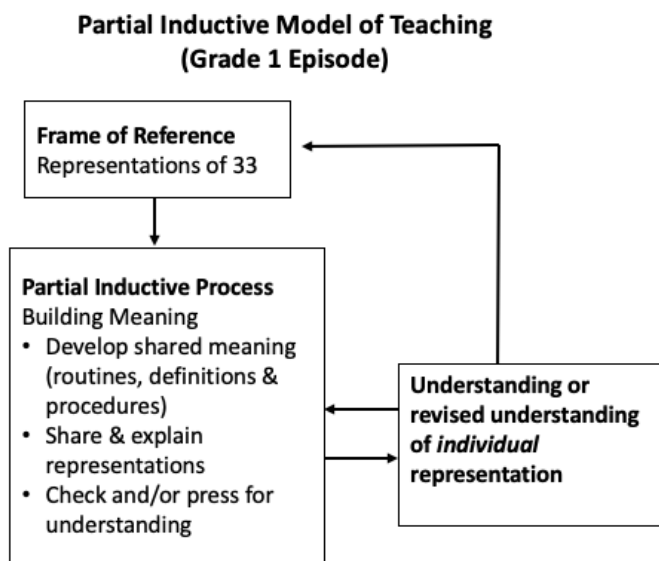 Partial Inductive Model of Teaching
(Grade 1 Episode)
Frame of Reference
Representations of 33
Partial Inductive Process
Building Meaning
• Develop shared meaning
(routines, definitions &
procedures)
• Share & explain
representations
• Check and/or press for
understanding
Understanding or
revised understanding
of individual
representation